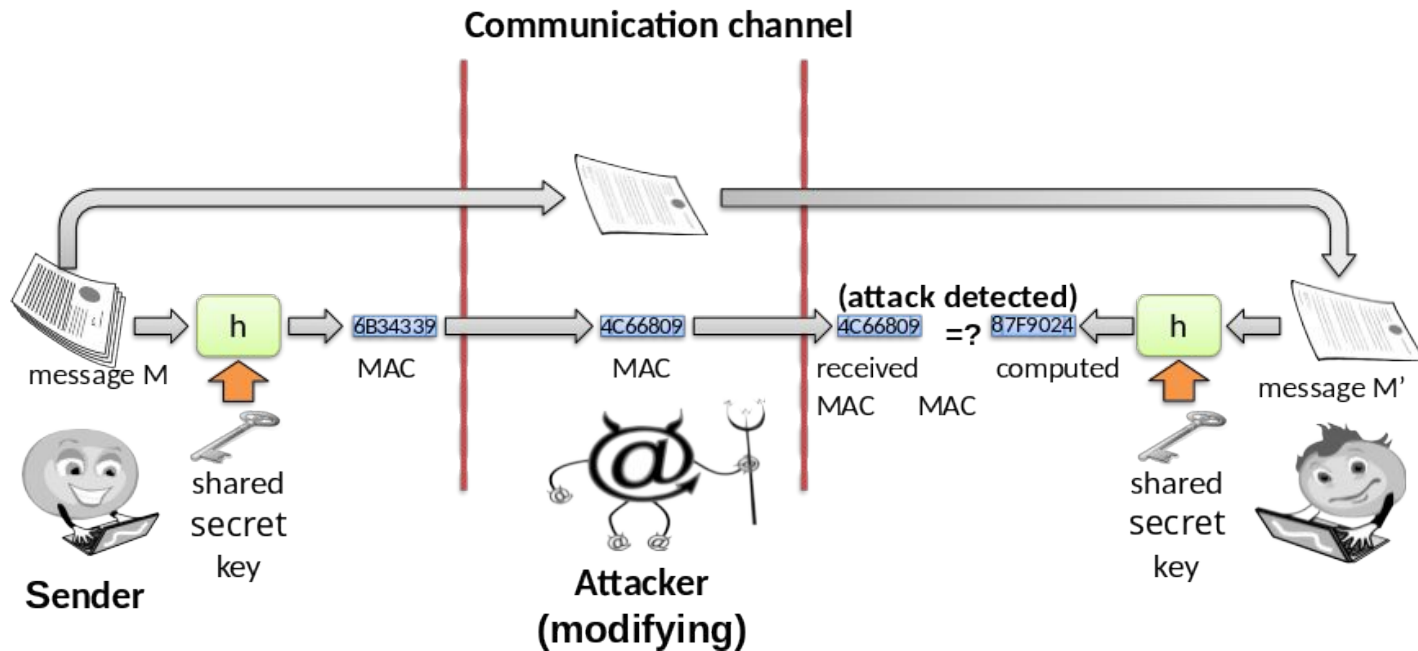 Communication channel
(attack detected)
h
6B34339
4C66809
4C66809
=?
87F9024
h
message M
MAC
MAC
received
computed
message M’
MAC
MAC
shared
secret
key
shared
secret
key
Sender
Attacker
(modifying)